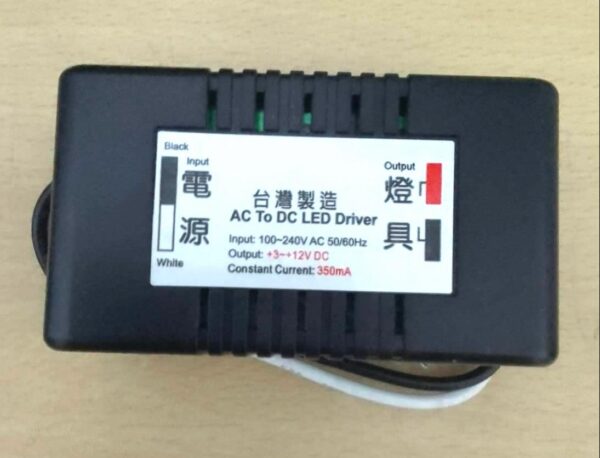 Black
Input
電源
White
台灣製造
AC To DC LED Driver
Input: 100~240V AC 50/60Hz
Output: +3~+12V DC
Constant Current: 350mA
Output
燈具